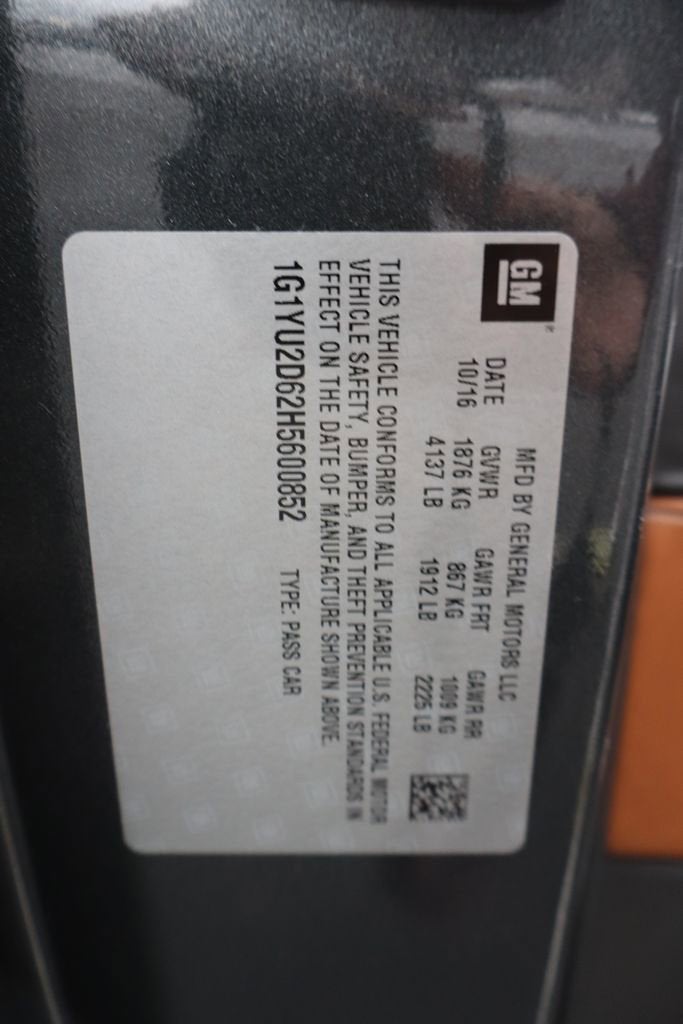 GM
MFD BY GENERAL MOTORS LLC
DATE GVWR GAWR FRT GAWR RR
10/16 1876 KG 867 KG 1009 KG
4137 LB 1912 LB 2225 LB
THIS VEHICLE CONFORMS TO ALL APPLICABLE U.S. FEDERAL MOTOR
VEHICLE SAFETY, BUMPER, AND THEFT PREVENTION STANDARDS IN
EFFECT ON THE DATE OF MANUFACTURE SHOWN ABOVE.
1G1YU2D62H5600852 TYPE: PASS CAR